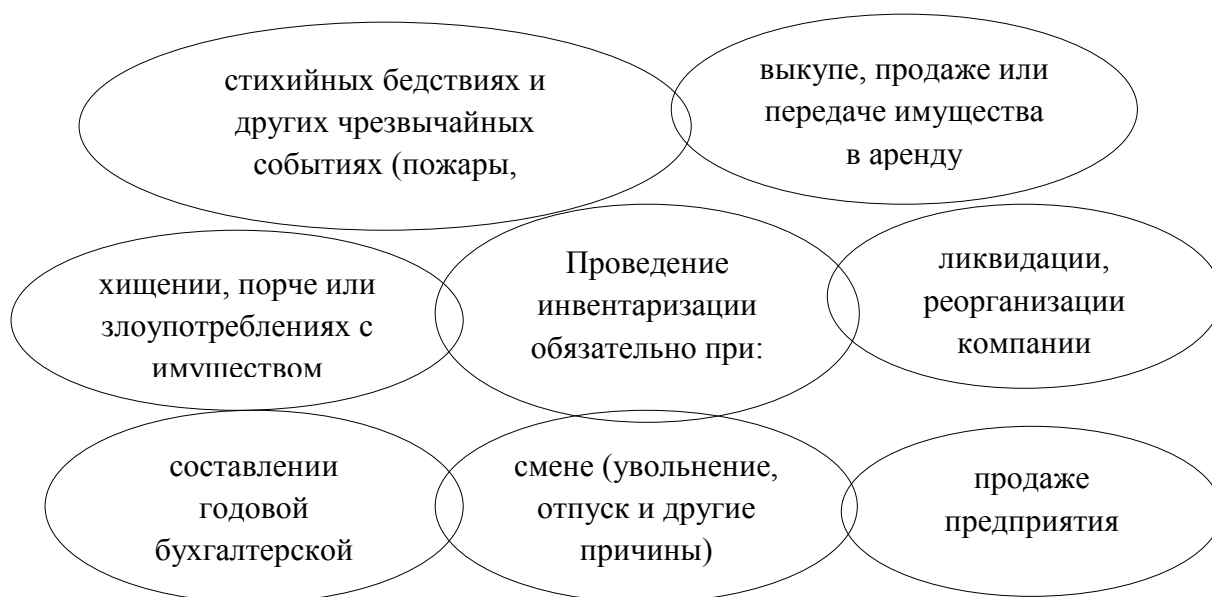 стихийных бедствиях и
других чрезвычайных
событиях (пожары,
выкупе, продаже или
передаче имущества
в аренду
хищении, порче или
злоупотреблениях с
имуществом
Проведение
инвентаризации
обязательно при:
ликвидации,
реорганизации
компании
составлении
годовой
бухгалтерской
смене (увольнение,
отпуск и другие
причины)
продаже
предприятия